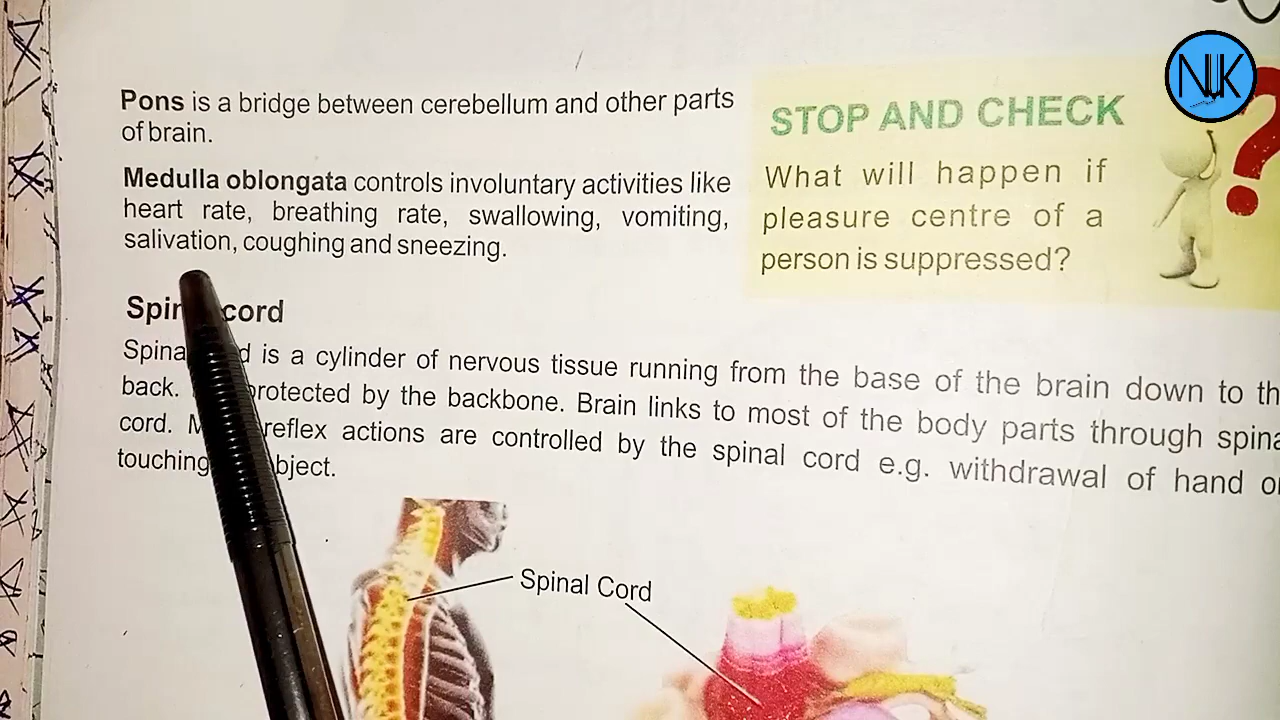 Pons is a bridge between cerebellum and other parts
of brain.
Medulla oblongata controls involuntary activities like
heart rate, breathing rate, swallowing, vomiting,
salivation, coughing and sneezing.
STOP AND CHECK
What will happen if
pleasure centre of a
person is suppressed?
NK
cord
is a cylinder of nervous tissue running from the base of the brain down to
back. protected by the backbone. Brain links to most of the body parts through
cord. reflex actions are controlled by the spinal cord e.g. withdrawal of hand
touching
Spinal Cord